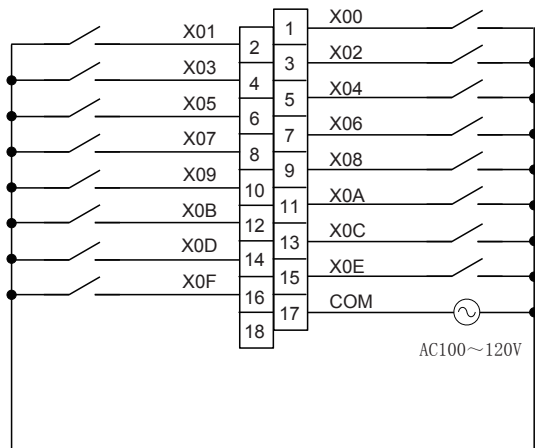 1 X00
X01 2
3 X02
X03 4
5 X04
X05 6
7 X06
X07 8
9 X08
X09 10
11 X0A
X0B 12
13 X0C
X0D 14
15 X0E
X0F 16
17 COM
18
AC100～120V